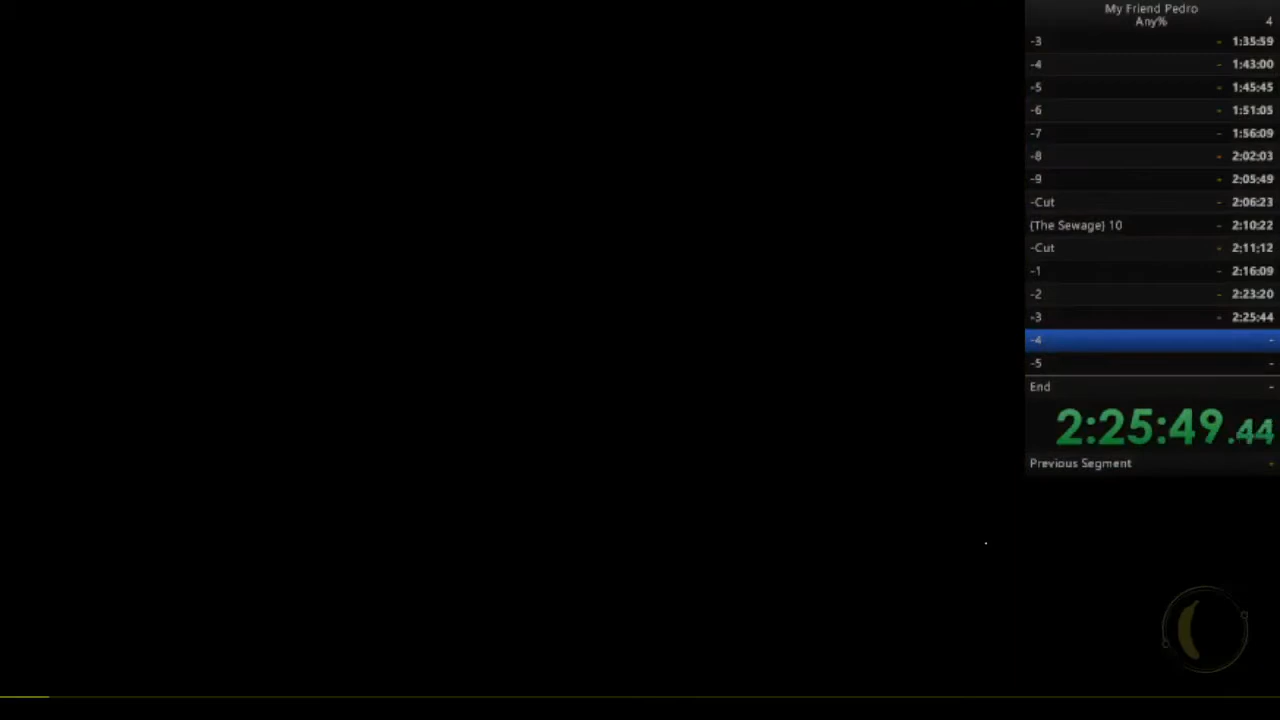 My Friend Pedro
Any% 4
-3 - 1:35:59
-4 - 1:43:00
-5 - 1:45:45
-6 - 1:51:05
-7 - 1:56:09
-8 - 2:02:03
-9 - 2:05:49
-Cut - 2:06:23
{The Sewage} 10 - 2:10:22
-Cut - 2:11:12
-1 - 2:16:09
-2 - 2:23:20
-3 - 2:25:44
-4 -
-5 -
End -
2:25:49.44
Previous Segment -